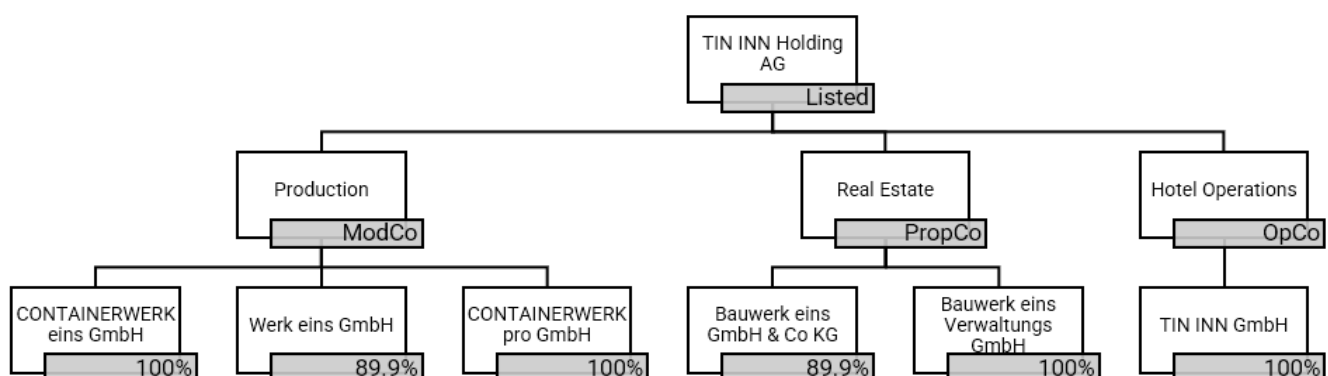 TIN INN Holding
AG
Listed
Production
ModCo
Real Estate
PropCo
Hotel Operations
OpCo
CONTAINERWERK
eins GmbH
100%
Werk eins GmbH
89,9%
CONTAINERWERK
pro GmbH
100%
Bauwerk eins
GmbH & Co KG
89,9%
Bauwerk eins
Verwaltungs
GmbH
100%
TIN INN GmbH
100%